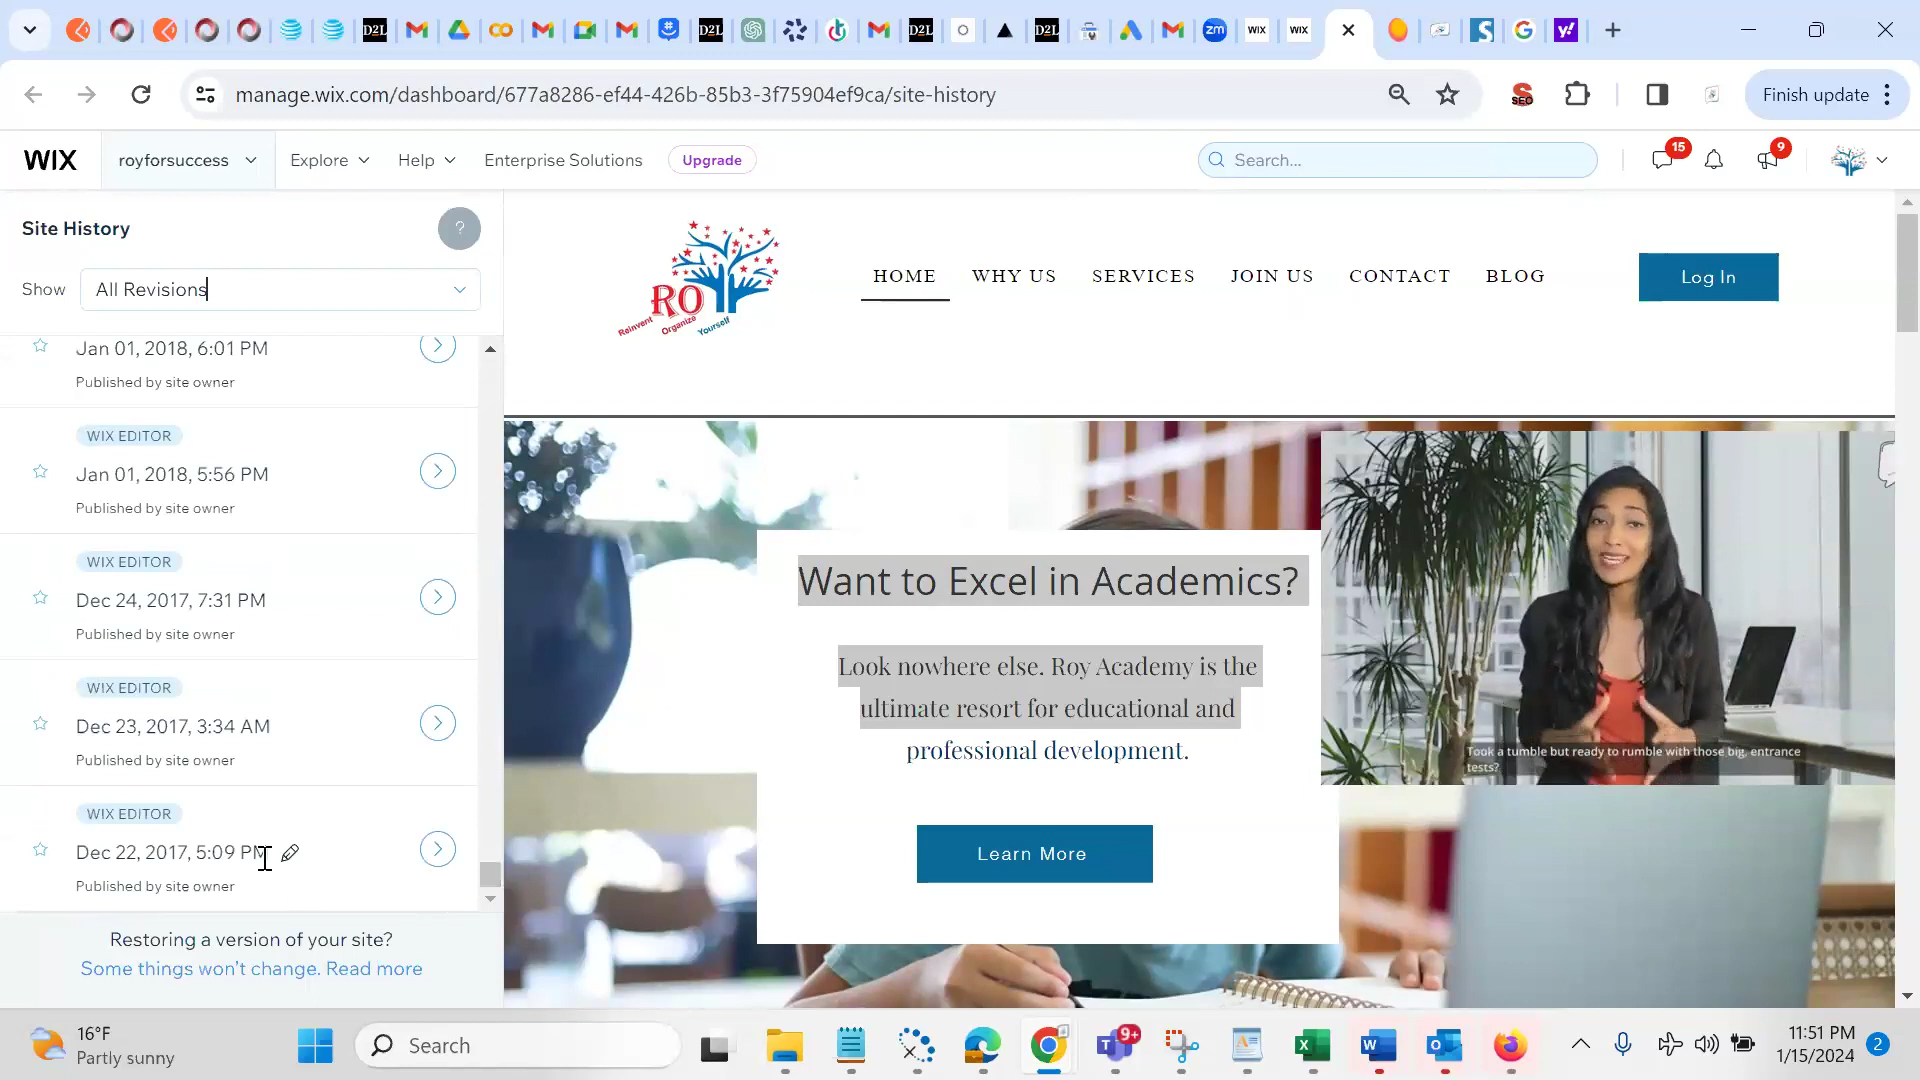 D2L
D2L
D2L
D2L
zm
WIX
WIX
manage.wix.com/dashboard/677a8286-ef44-426b-85b3-3f75904ef9ca/site-history
SEO
Finish update
WIX
royforsuccess
Explore
Help
Enterprise Solutions
Upgrade
Search...
15
9
Site History
?
Show
All Revisions
Jan 01, 2018, 6:01 PM
Published by site owner
WIX EDITOR
Jan 01, 2018, 5:56 PM
Published by site owner
WIX EDITOR
Dec 24, 2017, 7:31 PM
Published by site owner
WIX EDITOR
Dec 23, 2017, 3:34 AM
Published by site owner
WIX EDITOR
Dec 22, 2017, 5:09 PM
Published by site owner
Restoring a version of your site?
Some things won't change. Read more
RO
Reinvent Organize Yourself
HOME
WHY US
SERVICES
JOIN US
CONTACT
BLOG
Log In
Want to Excel in Academics?
Look nowhere else. Roy Academy is the
ultimate resort for educational and
professional development.
Learn More
Took a tumble but ready to rumble with those big, entrance
tests?
16°F
Partly sunny
Search
9+
11:51 PM
1/15/2024
2